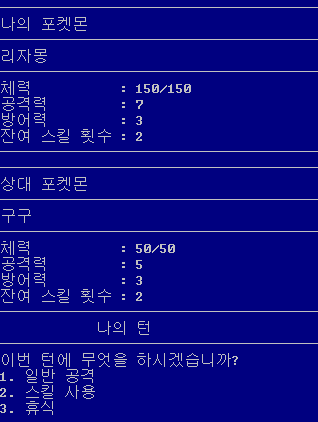 나의 포켓몬
리자몽
체력 : 150/150
공격력 : 7
방어력 : 3
잔여 스킬 횟수 : 2
상대 포켓몬
구구
체력 : 50/50
공격력 : 5
방어력 : 3
잔여 스킬 횟수 : 2
나의 턴
이번 턴에 무엇을 하시겠습니까?
1. 일반 공격
2. 스킬 사용
3. 휴식